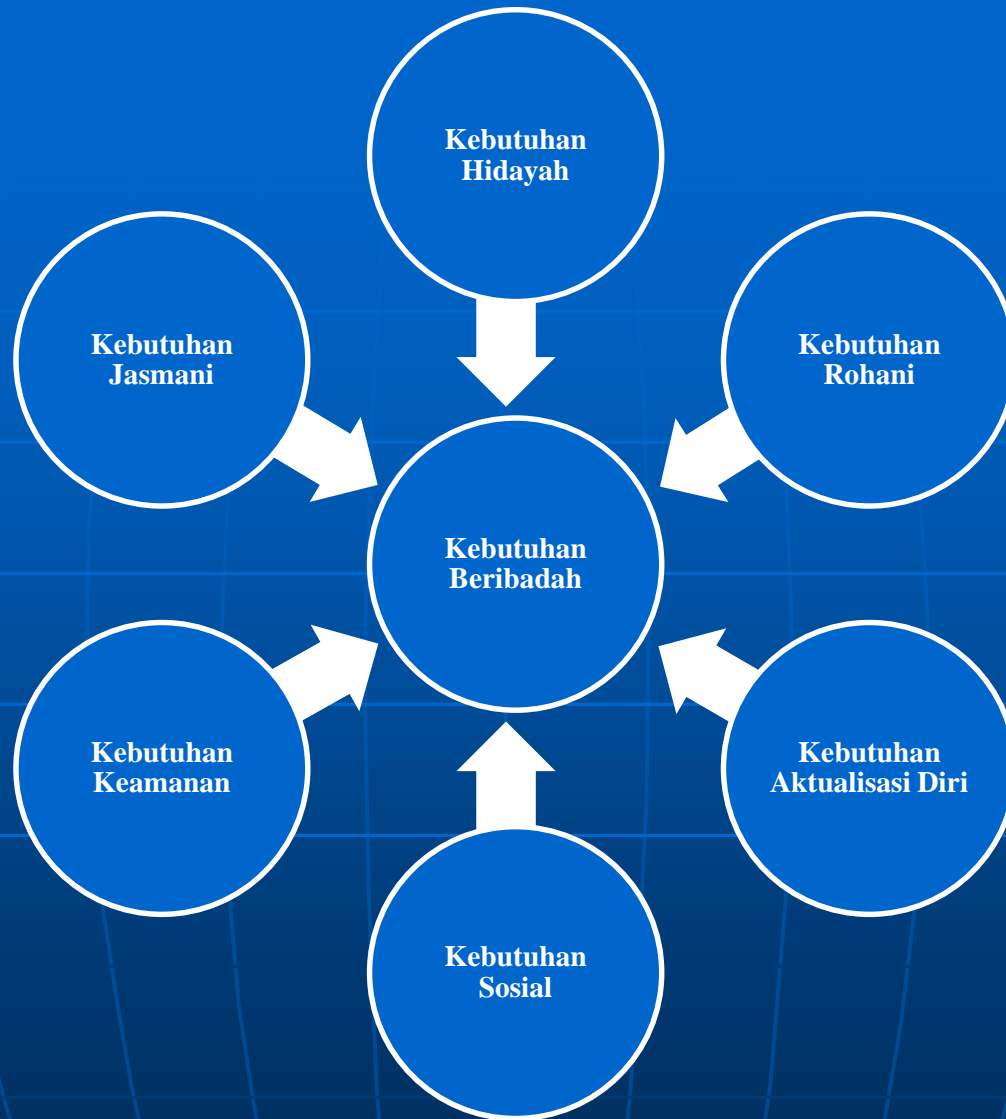 Kebutuhan
Hidayah
Kebutuhan
Jasmani
Kebutuhan
Rohani
Kebutuhan
Beribadah
Kebutuhan
Keamanan
Kebutuhan
Aktualisasi Diri
Kebutuhan
Sosial